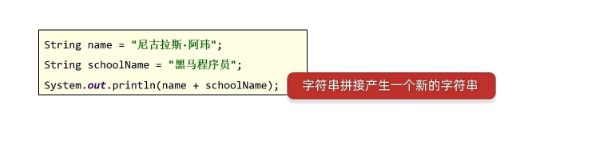 String name = "尼古拉斯·阿玮";
String schoolName = "黑马程序员";
System.out.println(name + schoolName);
字符串拼接产生一个新的字符串